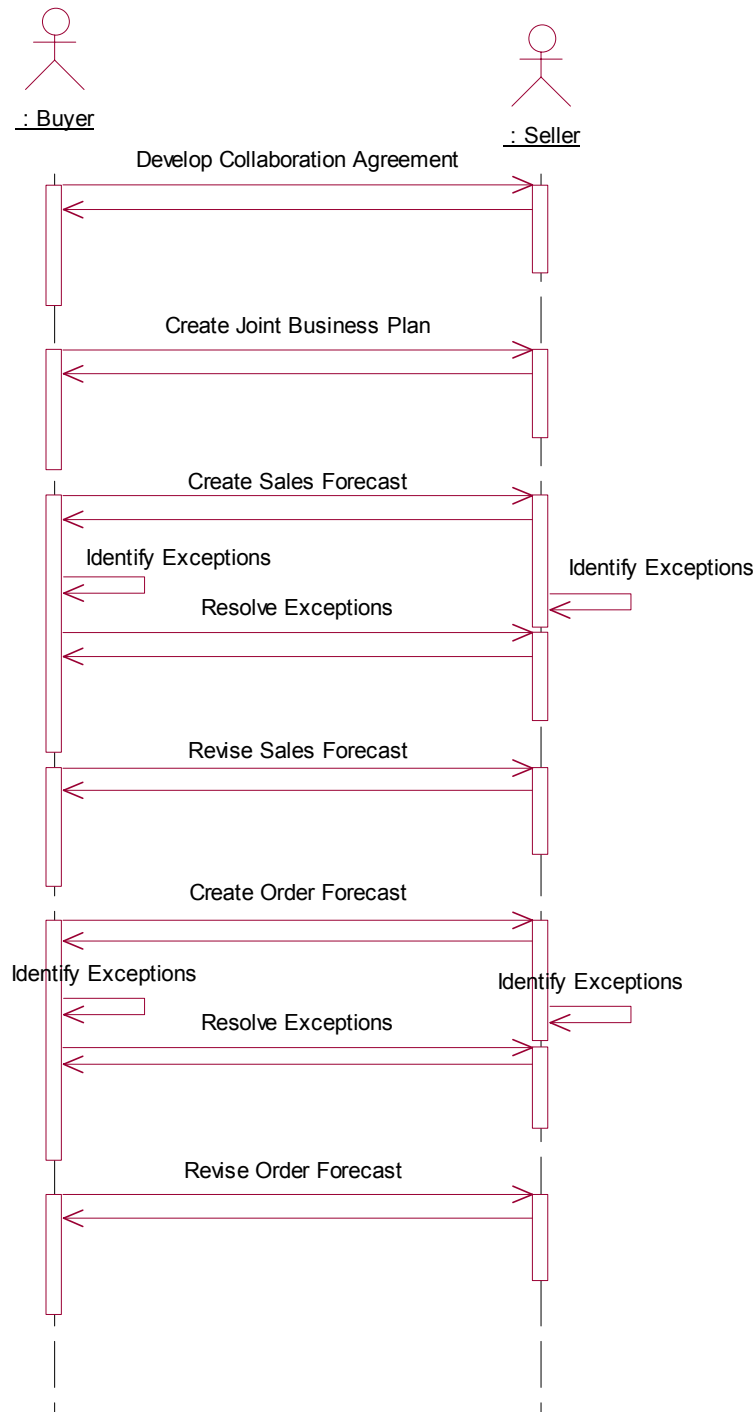 : Buyer
: Seller
Develop Collaboration Agreement
Create Joint Business Plan
Create Sales Forecast
Identify Exceptions
Identify Exceptions
Resolve Exceptions
Revise Sales Forecast
Create Order Forecast
Identify Exceptions
Identify Exceptions
Resolve Exceptions
Revise Order Forecast